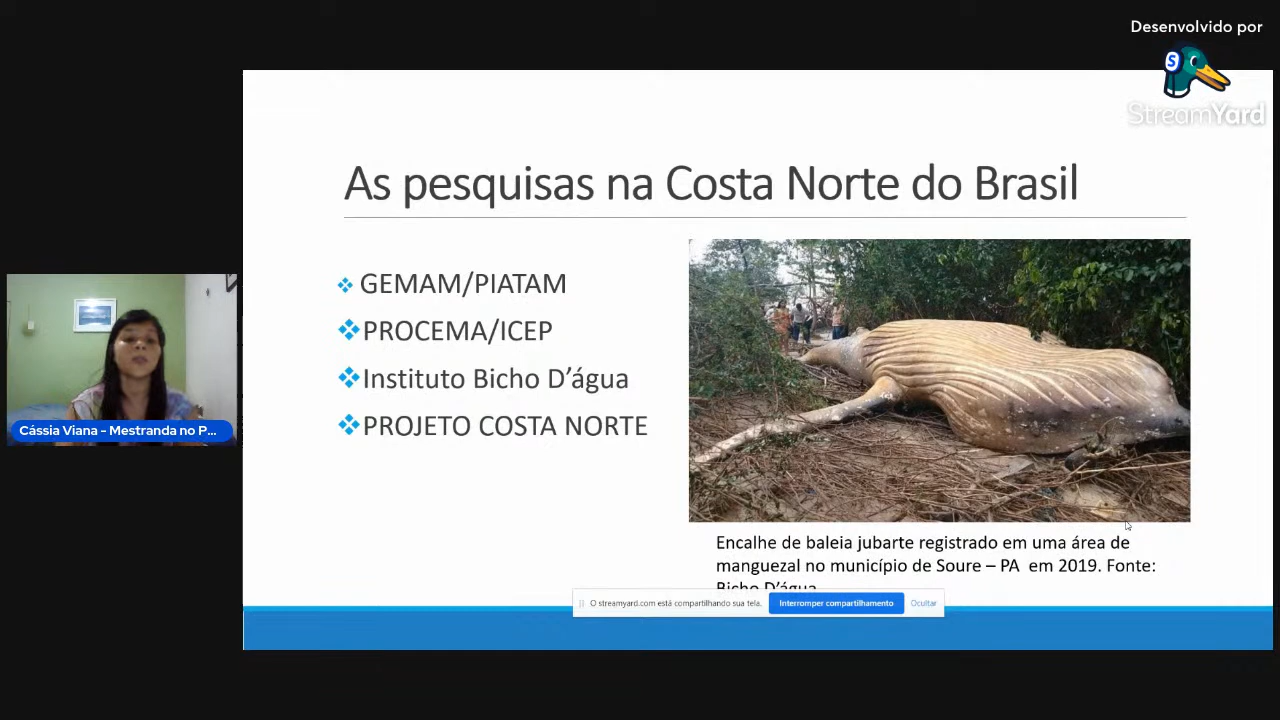 Desenvolvido por
StreamYard
As pesquisas na Costa Norte do Brasil
GEMAM/PIATAM
PROCEMA/ICEP
Instituto Bicho D’água
PROJETO COSTA NORTE
Encalhe de baleia jubarte registrado em uma área de
manguezal no município de Soure – PA em 2019. Fonte:
Bicho D’água
Cássia Viana - Mestranda no P...
O streamyard.com está compartilhando sua tela.
Interromper compartilhamento
Ocultar